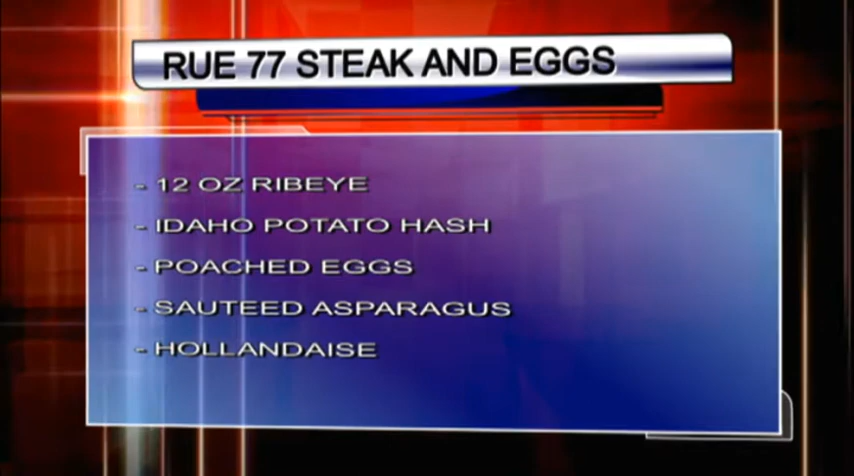 RUE 77 STEAK AND EGGS
- 12 OZ RIBEYE
- IDAHO POTATO HASH
- POACHED EGGS
- SAUTEED ASPARAGUS
- HOLLANDAISE